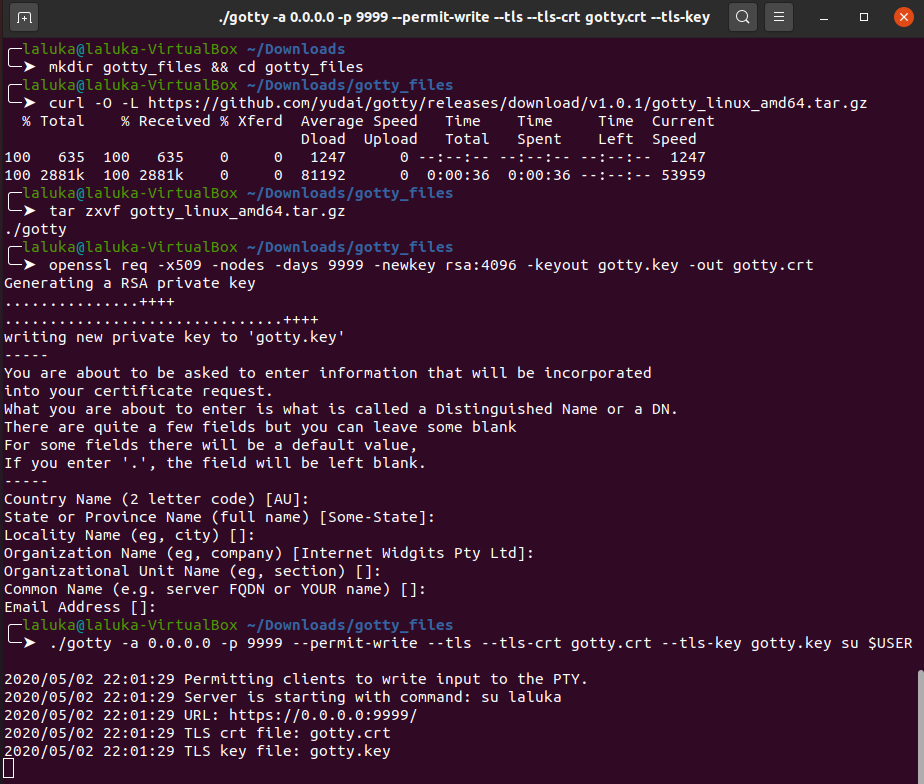 ./gotty -a 0.0.0.0 -p 9999 --permit-write --tls --tls-crt gotty.crt --tls-key
laluka@laluka-VirtualBox ~/Downloads
mkdir gotty_files && cd gotty_files
laluka@laluka-VirtualBox ~/Downloads/gotty_files
curl -O -L https://github.com/yudai/gotty/releases/download/v1.0.1/gotty_linux_amd64.tar.gz
% Total    % Received % Xferd  Average Speed   Time    Time     Time  Current
Dload  Upload   Total   Spent    Left  Speed
100   635  100   635    0     0   1247      0 --:--:-- --:--:-- --:--:--  1247
100 2881k  100 2881k    0     0  81192      0  0:00:36  0:00:36 --:--:-- 53959
laluka@laluka-VirtualBox ~/Downloads/gotty_files
tar zxvf gotty_linux_amd64.tar.gz
./gotty
laluka@laluka-VirtualBox ~/Downloads/gotty_files
openssl req -x509 -nodes -days 9999 -newkey rsa:4096 -keyout gotty.key -out gotty.crt
Generating a RSA private key
...............++++
...............................++++
writing new private key to 'gotty.key'
-----
You are about to be asked to enter information that will be incorporated
into your certificate request.
What you are about to enter is what is called a Distinguished Name or a DN.
There are quite a few fields but you can leave some blank
For some fields there will be a default value,
If you enter '.', the field will be left blank.
-----
Country Name (2 letter code) [AU]:
State or Province Name (full name) [Some-State]:
Locality Name (eg, city) []:
Organization Name (eg, company) [Internet Widgits Pty Ltd]:
Organizational Unit Name (eg, section) []:
Common Name (e.g. server FQDN or YOUR name) []:
Email Address []:
laluka@laluka-VirtualBox ~/Downloads/gotty_files
./gotty -a 0.0.0.0 -p 9999 --permit-write --tls --tls-crt gotty.crt --tls-key gotty.key su $USER
2020/05/02 22:01:29 Permitting clients to write input to the PTY.
2020/05/02 22:01:29 Server is starting with command: su laluka
2020/05/02 22:01:29 URL: https://0.0.0.0:9999/
2020/05/02 22:01:29 TLS crt file: gotty.crt
2020/05/02 22:01:29 TLS key file: gotty.key